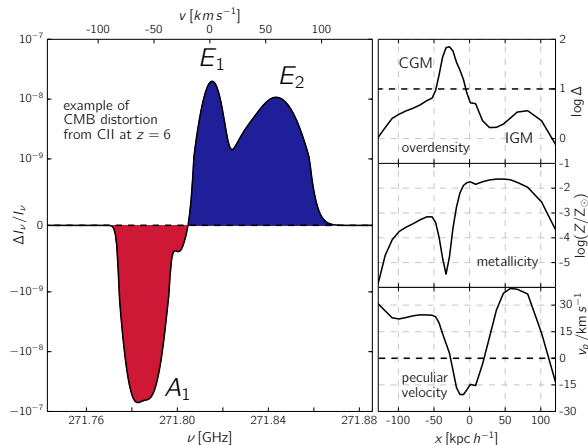 v [km s⁻¹]
-100 -50 0 50 100
E₁
E₂
A₁
example of
CMB distortion
from CII at z = 6
10⁻⁷
10⁻⁸
10⁻⁹
0
-10⁻⁹
-10⁻⁸
-10⁻⁷
ΔI_ν/I_ν
271.76 271.80 271.84 271.88
ν [GHz]
CGM
IGM
overdensity
2
1
0
log Δ
metallicity
-1
-2
-3
-4
-5
log(Z/Z⊙)
peculiar
velocity
30
15
0
-15
-30
v_p/km s⁻¹
-100 -50 0 50 100
x [kpc h⁻¹]